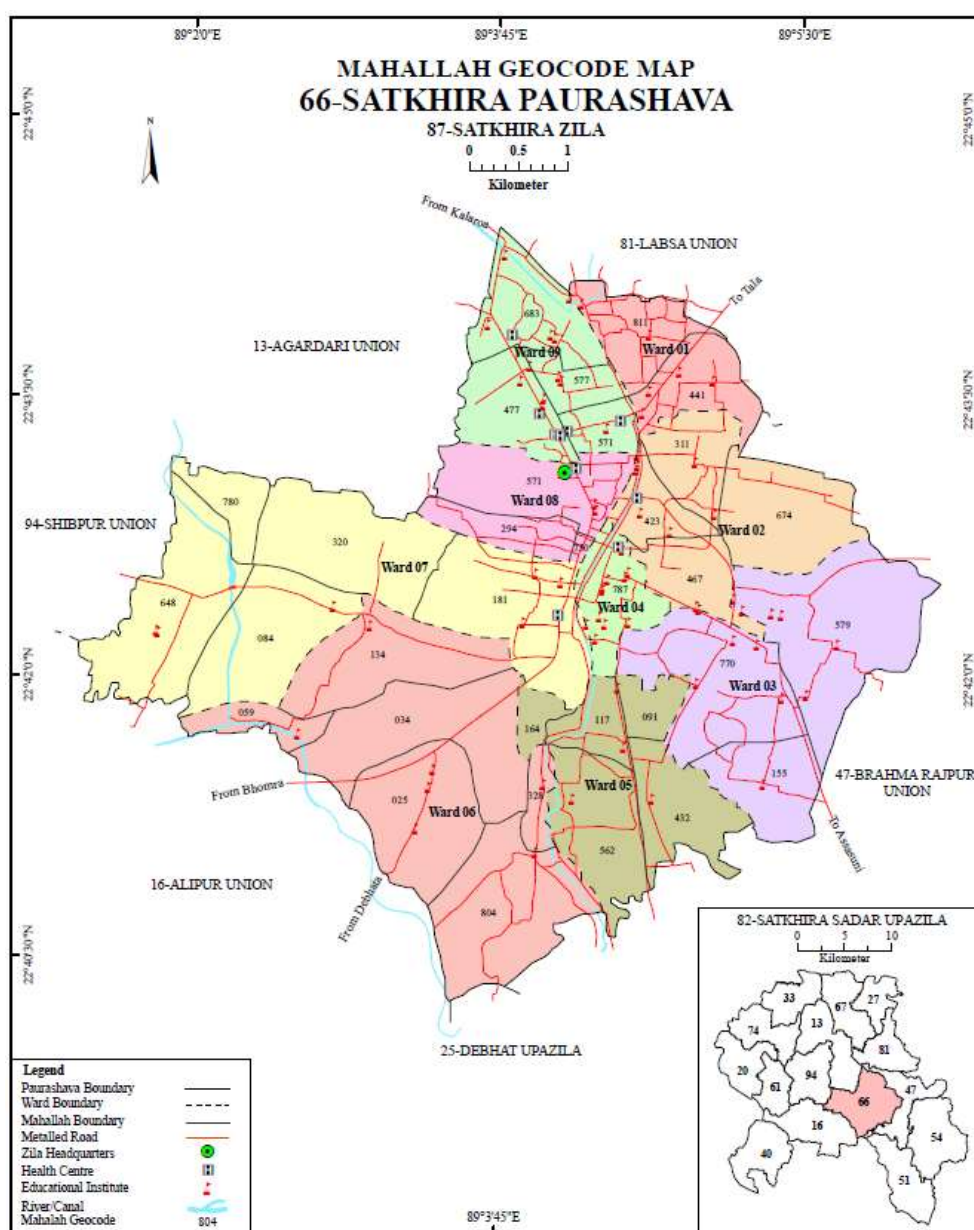 89°2'0"E
89°3'45"E
89°5'30"E
MAHALLAH GEOCODE MAP
66-SATKHIRA PAURASHAVA
87-SATKHIRA ZILA
0 0.5 1
Kilometer
N
22°45'0"N
22°45'0"N
From Kalaroa
81-LABSA UNION
To Tala
13-AGARDARI UNION
683
811
Ward 09
Ward 01
577
22°43'30"N
22°43'30"N
477
441
571
311
571
Ward 08
780
94-SHIBPUR UNION
294
423
674
Ward 02
320
Ward 07
467
787
181
Ward 04
648
579
084
134
770
22°42'0"N
22°42'0"N
Ward 03
059
034
117
091
164
155
47-BRAHMA RAJPUR
UNION
From Bhomra
025
Ward 06
328
Ward 05
432
To Assasuni
562
16-ALIPUR UNION
From Debhata
804
22°40'30"N
25-DEBHAT UPAZILA
82-SATKHIRA SADAR UPAZILA
0 5 10
Kilometer
33
67
27
74
13
81
20
61
94
47
66
16
54
40
51
Legend
Paurashava Boundary
Ward Boundary
Mahallah Boundary
Metalled Road
Zila Headquarters
Health Centre
Educational Institute
River/Canal
Mahalah Geocode 804
89°3'45"E